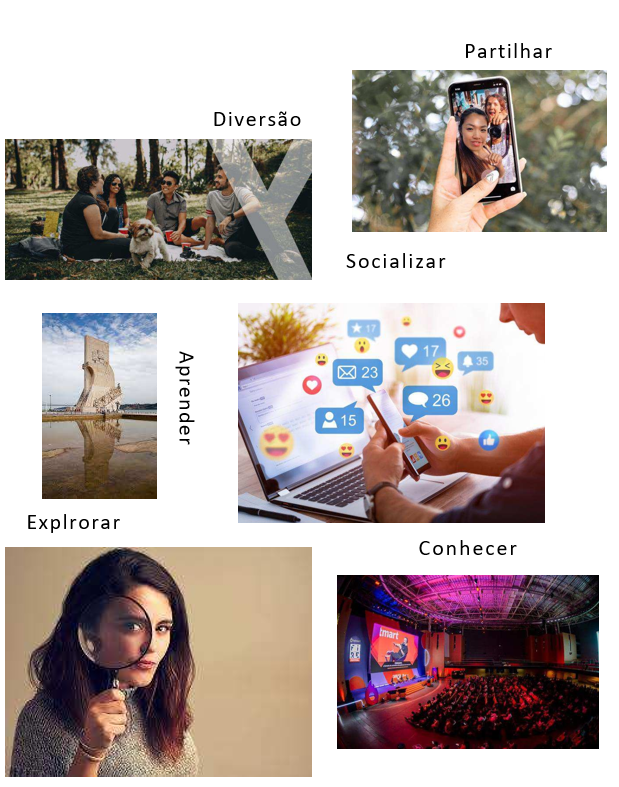 Partilhar
Diversão
Socializar
17
17
35
23
26
15
Aprender
Explrorar
Conhecer
tmart